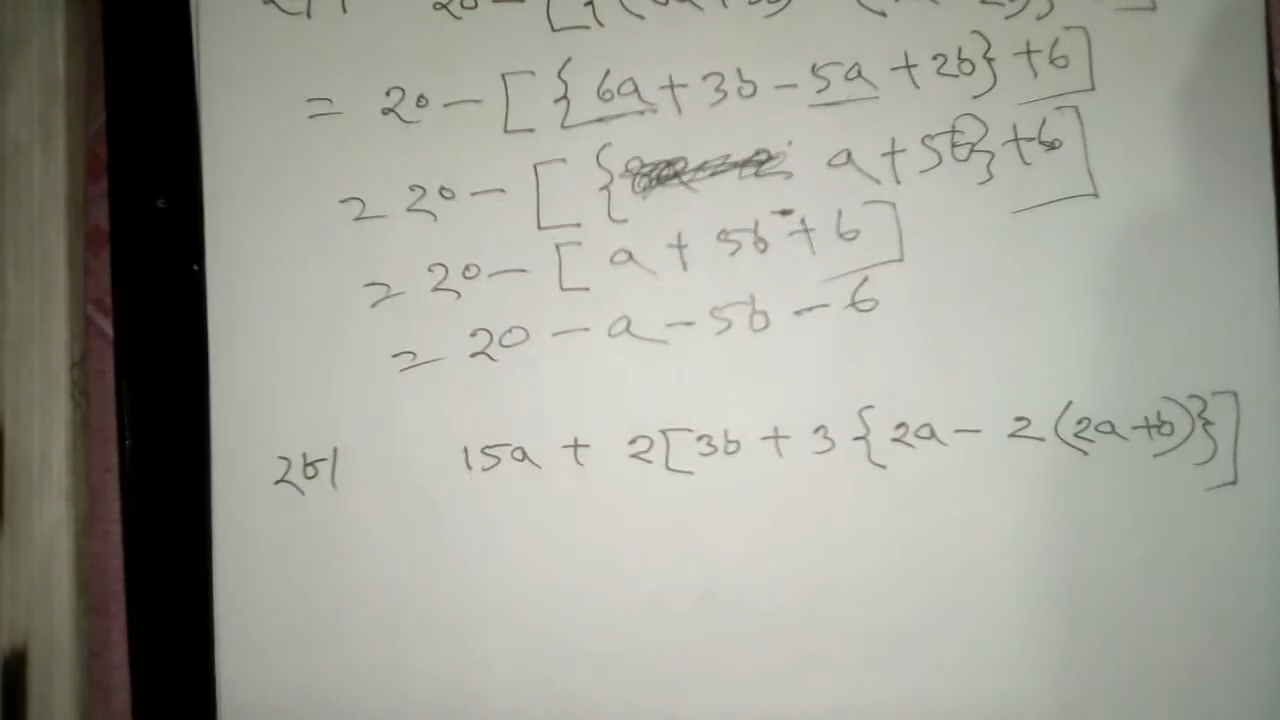 = 20 - [{6a + 3b - 5a + 2b} + 6]
= 20 - [{ a + 5b} + 6]
= 20 - [a + 5b + 6]
= 20 - a - 5b - 6
15a + 2[3b + 3{2a - 2(2a+b)}]